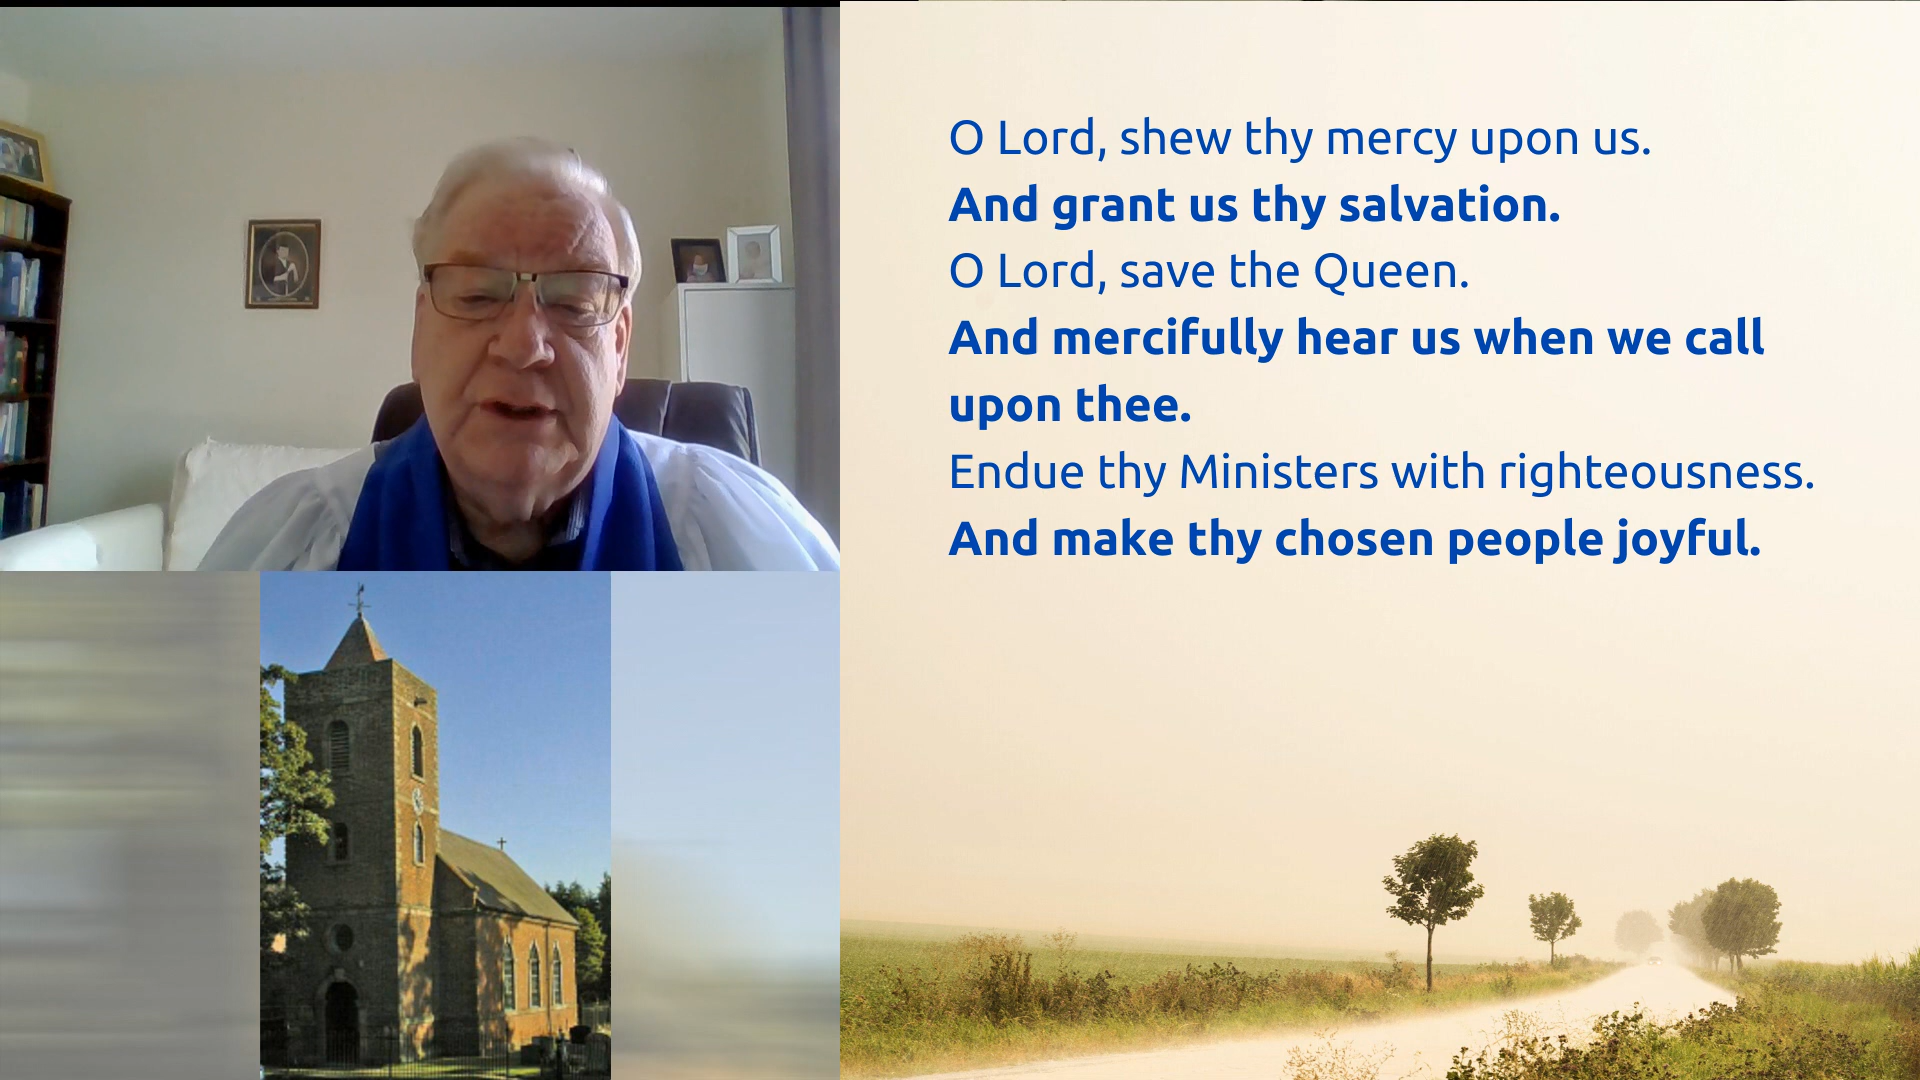 O Lord, shew thy mercy upon us.
And grant us thy salvation.
O Lord, save the Queen.
And mercifully hear us when we call
upon thee.
Endue thy Ministers with righteousness.
And make thy chosen people joyful.